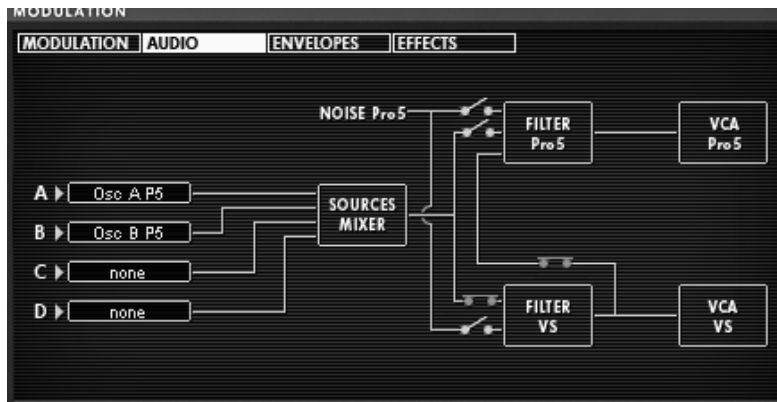 MODULATION
MODULATION AUDIO ENVELOPES EFFECTS
NOISE Pro5
FILTER
Pro5
VCA
Pro5
A Osc A P5
B Osc B P5
C none
D none
SOURCES
MIXER
FILTER
VS
VCA
VS